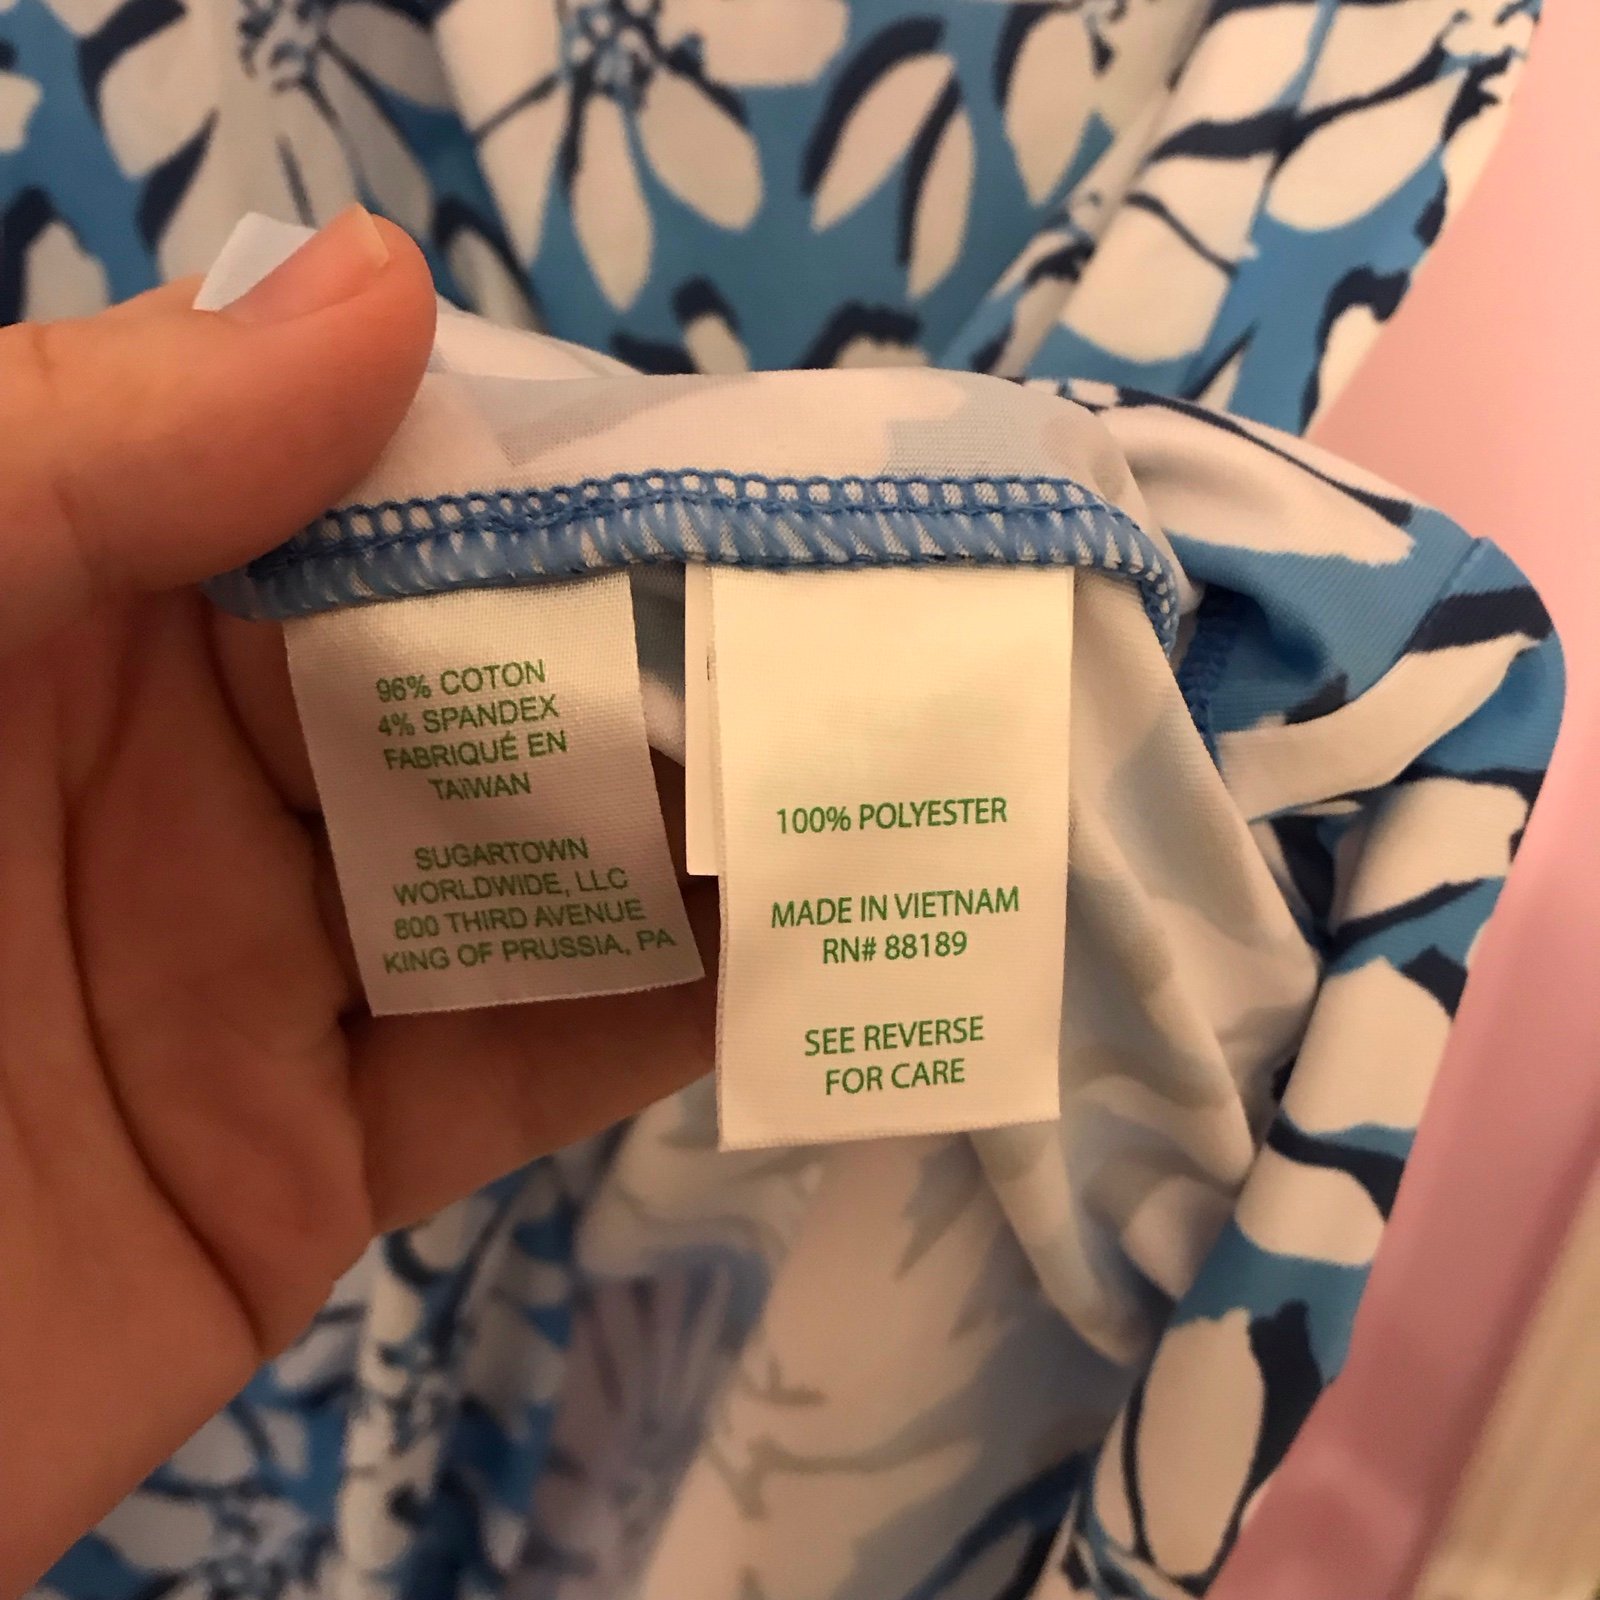 96% COTON
4% SPANDEX
FABRIQUÉ EN
TAIWAN
SUGARTOWN
WORLDWIDE, LLC
800 THIRD AVENUE
KING OF PRUSSIA, PA
100% POLYESTER
MADE IN VIETNAM
RN# 88189
SEE REVERSE
FOR CARE